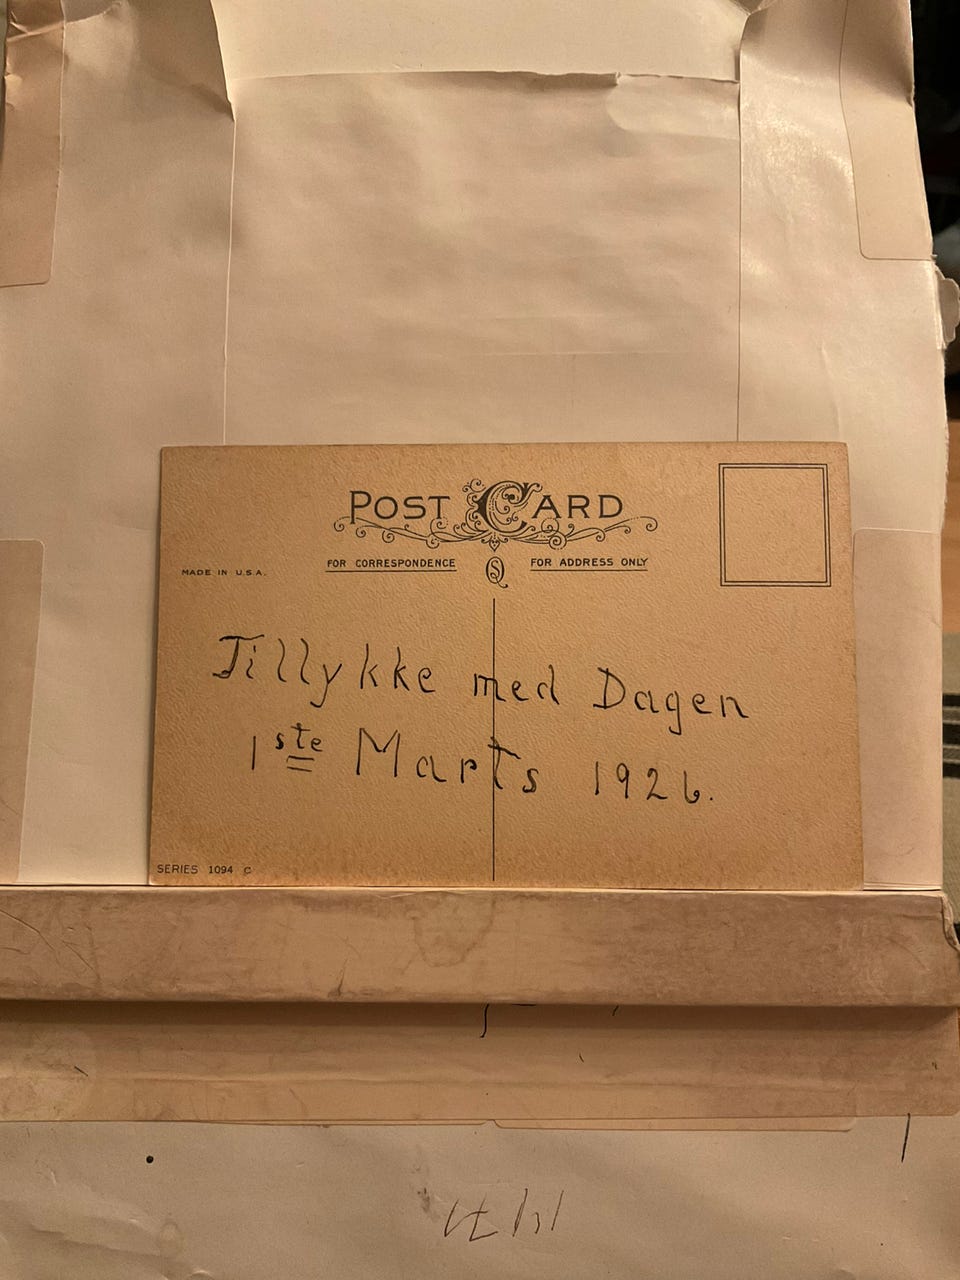 POST CARD
FOR CORRESPONDENCE
FOR ADDRESS ONLY
MADE IN U.S.A.
Tillykke med Dagen
1ste Marts 1926.
SERIES 1094 C